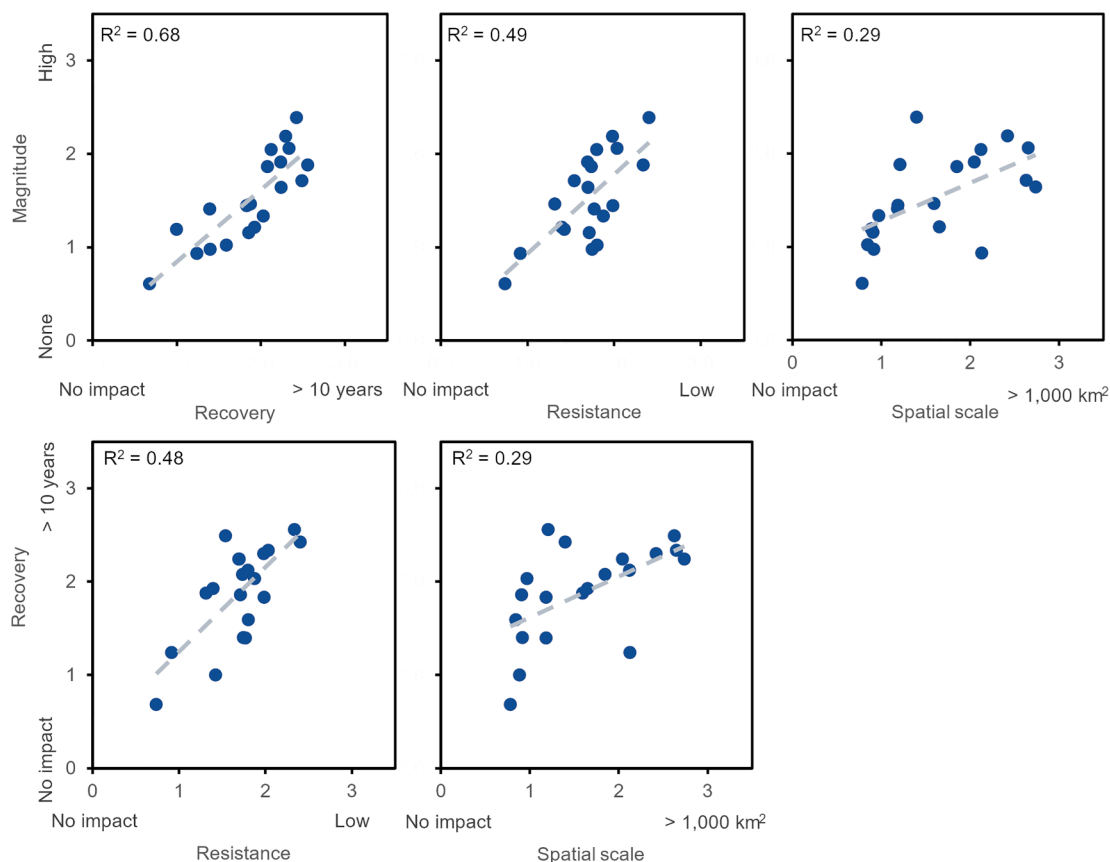 R² = 0.68
R² = 0.49
R² = 0.29
High
Magnitude
None
3
2
1
0
0 1 2 3
No impact > 10 years
Recovery
No impact Low
Resistance
No impact > 1,000 km²
Spatial scale
R² = 0.48
R² = 0.29
> 10 years
Recovery
No impact
3
2
1
0
0 1 2 3
0 1 2 3
No impact Low
Resistance
No impact > 1,000 km²
Spatial scale